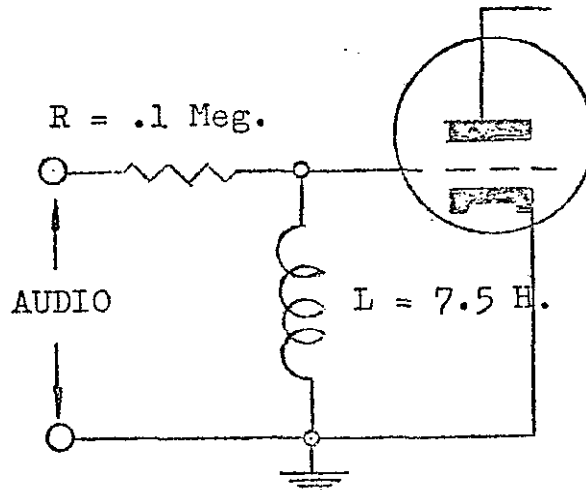 R = .1 Meg.
AUDIO
L = 7.5 H.